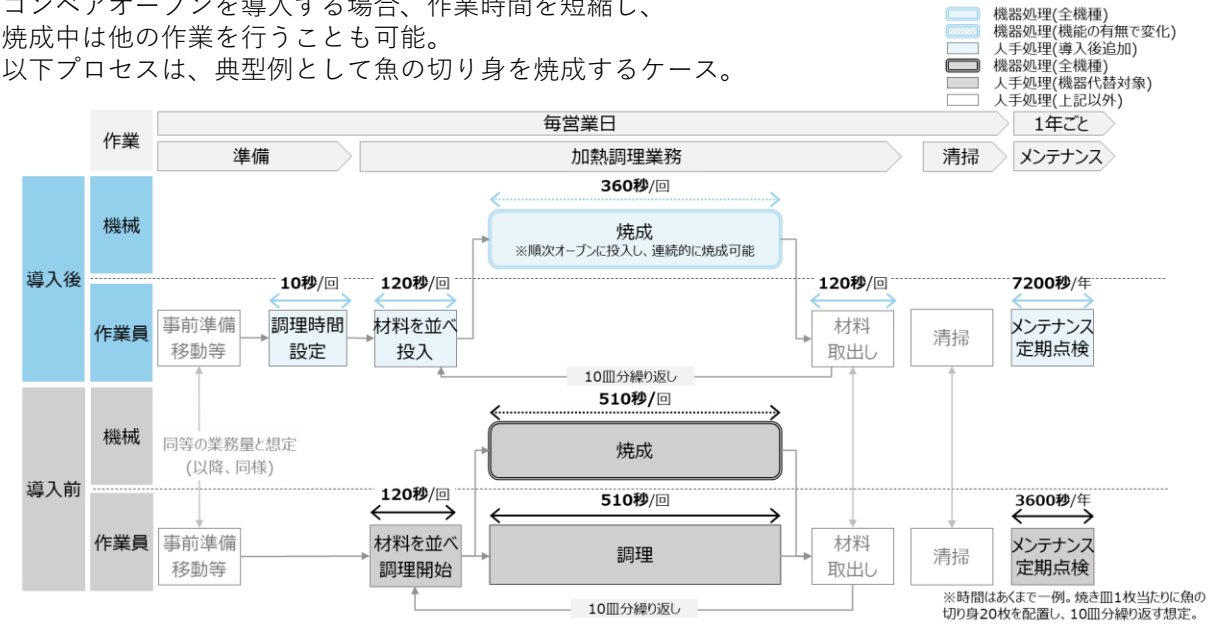 コンベアオーブンを導入する場合、作業時間を短縮し、
焼成中は他の作業を行うことも可能。
以下プロセスは、典型例として魚の切り身を焼成するケース。
機器処理(全機種)
機器処理(機能の有無で変化)
人手処理(導入後追加)
機器処理(全機種)
人手処理(機器代替対象)
人手処理(上記以外)
作業
毎営業日
1年ごと
準備
加熱調理業務
清掃
メンテナンス
導入後
機械
360秒/回
焼成
※順次オーブンに投入し、連続的に焼成可能
作業員
10秒/回
120秒/回
120秒/回
7200秒/年
事前準備
移動等
調理時間
設定
材料を並べ
投入
材料
取出し
清掃
メンテナンス
定期点検
10皿分繰り返し
導入前
機械
510秒/回
焼成
同等の業務量と想定
(以降、同様)
作業員
120秒/回
510秒/回
3600秒/年
事前準備
移動等
材料を並べ
調理開始
調理
材料
取出し
清掃
メンテナンス
定期点検
10皿分繰り返し
※時間はあくまで一例。焼き皿1枚当たりに魚の
切り身20枚を配置し、10皿分繰り返す想定。